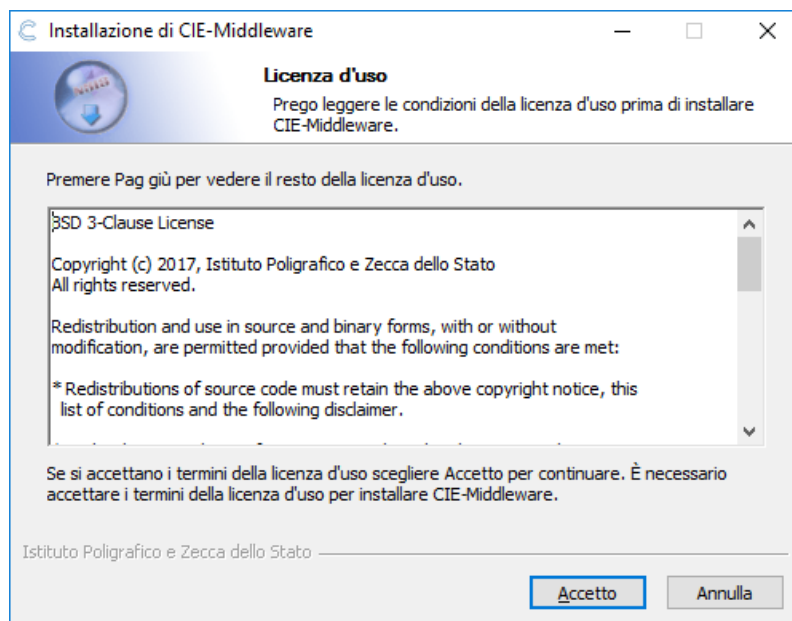 Installazione di CIE-Middleware
Licenza d'uso
Prego leggere le condizioni della licenza d'uso prima di installare
CIE-Middleware.
Premere Pag giù per vedere il resto della licenza d'uso.
BSD 3-Clause License
Copyright (c) 2017, Istituto Poligrafico e Zecca dello Stato
All rights reserved.
Redistribution and use in source and binary forms, with or without
modification, are permitted provided that the following conditions are met:
* Redistributions of source code must retain the above copyright notice, this
list of conditions and the following disclaimer.
Se si accettano i termini della licenza d'uso scegliere Accetto per continuare. È necessario
accettare i termini della licenza d'uso per installare CIE-Middleware.
Istituto Poligrafico e Zecca dello Stato
Accetto
Annulla